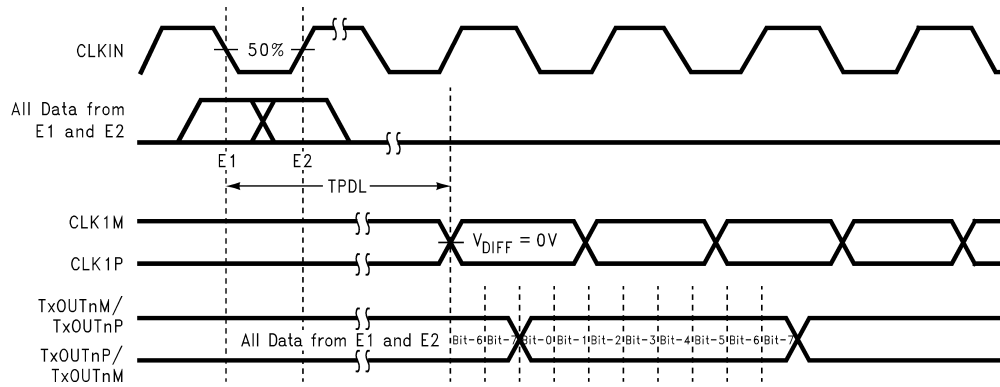 CLKIN
50%
All Data from
E1 and E2
E1 E2
TPDL
CLK1M
VDIFF = 0V
CLK1P
TxOUTnM/
TxOUTnP
All Data from E1 and E2 Bit-6 Bit-7 Bit-0 Bit-1 Bit-2 Bit-3 Bit-4 Bit-5 Bit-6 Bit-7
TxOUTnP/
TxOUTnM